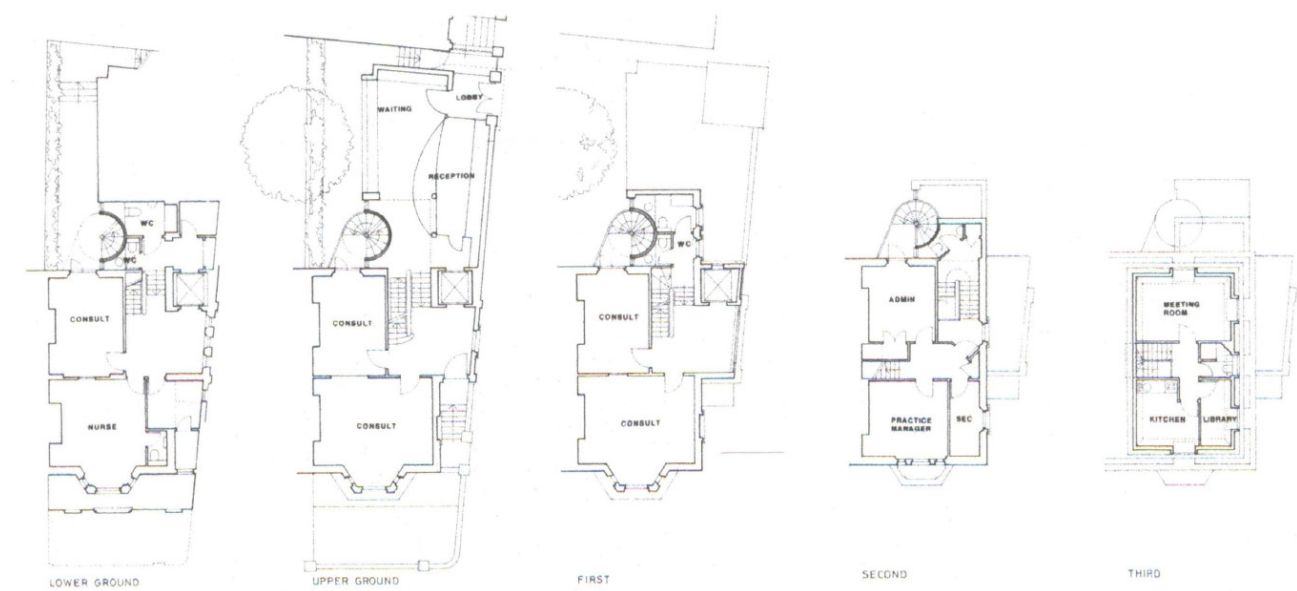 WC
WC
CONSULT
NURSE
LOWER GROUND
WAITING
LOBBY
RECEPTION
CONSULT
CONSULT
UPPER GROUND
WC
CONSULT
CONSULT
FIRST
ADMIN
PRACTICE
MANAGER
SEC
SECOND
MEETING
ROOM
KITCHEN
LIBRARY
THIRD